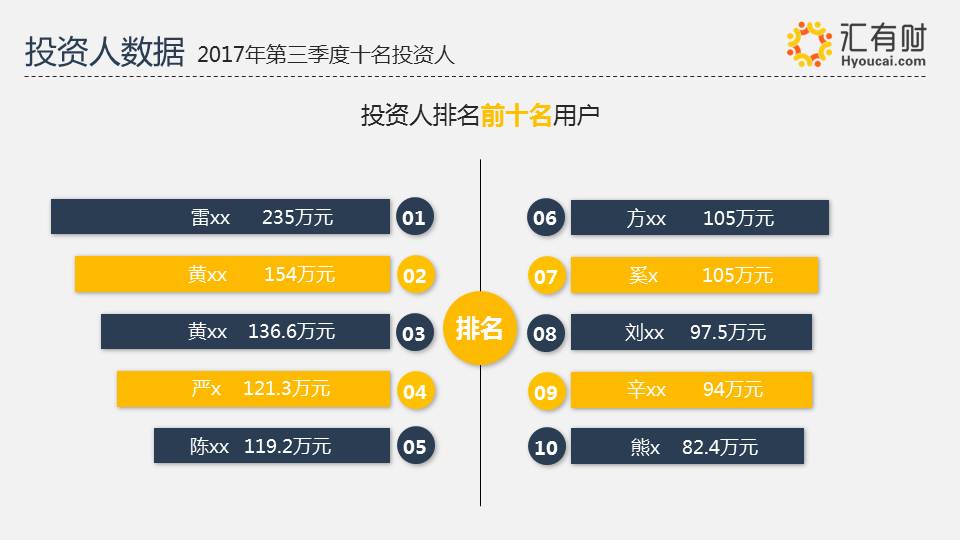 投资人数据 2017年第三季度十名投资人
汇有财
Hyoucai.com
投资人排名前十名用户
雷xx 235万元 01
黄xx 154万元 02
黄xx 136.6万元 03
严x 121.3万元 04
陈xx 119.2万元 05
排名
06 方xx 105万元
07 奚x 105万元
08 刘xx 97.5万元
09 辛xx 94万元
10 熊x 82.4万元